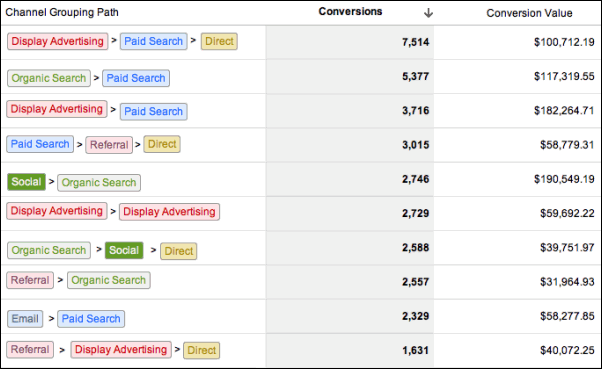 Channel Grouping Path Conversions ↓ Conversion Value
Display Advertising > Paid Search > Direct 7,514 $100,712.19
Organic Search > Paid Search 5,377 $117,319.55
Display Advertising > Paid Search 3,716 $182,264.71
Paid Search > Referral > Direct 3,015 $58,779.31
Social > Organic Search 2,746 $190,549.19
Display Advertising > Display Advertising 2,729 $59,692.22
Organic Search > Social > Direct 2,588 $39,751.97
Referral > Organic Search 2,557 $31,964.93
Email > Paid Search 2,329 $58,277.85
Referral > Display Advertising > Direct 1,631 $40,072.25